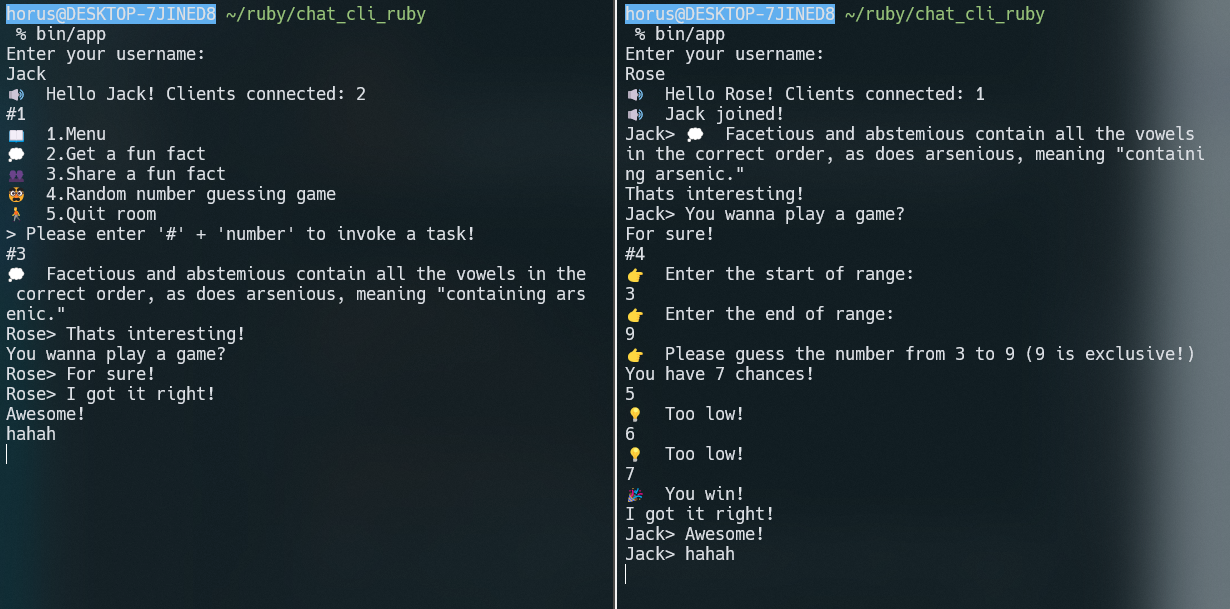 horus@DESKTOP-7JINED8 ~/ruby/chat_cli_ruby
% bin/app
Enter your username:
Jack
Hello Jack! Clients connected: 2
#1
1.Menu
2.Get a fun fact
3.Share a fun fact
4.Random number guessing game
5.Quit room
> Please enter '#' + 'number' to invoke a task!
#3
Facetious and abstemious contain all the vowels in the
correct order, as does arsenious, meaning "containing ars
enic."
Rose> Thats interesting!
You wanna play a game?
Rose> For sure!
Rose> I got it right!
Awesome!
hahah
horus@DESKTOP-7JINED8 ~/ruby/chat_cli_ruby
% bin/app
Enter your username:
Rose
Hello Rose! Clients connected: 1
Jack joined!
Jack> 💭 Facetious and abstemious contain all the vowels
in the correct order, as does arsenious, meaning "containi
ng arsenic."
Thats interesting!
Jack> You wanna play a game?
For sure!
#4
Enter the start of range:
3
Enter the end of range:
9
Please guess the number from 3 to 9 (9 is exclusive!)
You have 7 chances!
5
Too low!
6
Too low!
7
You win!
I got it right!
Jack> Awesome!
Jack> hahah